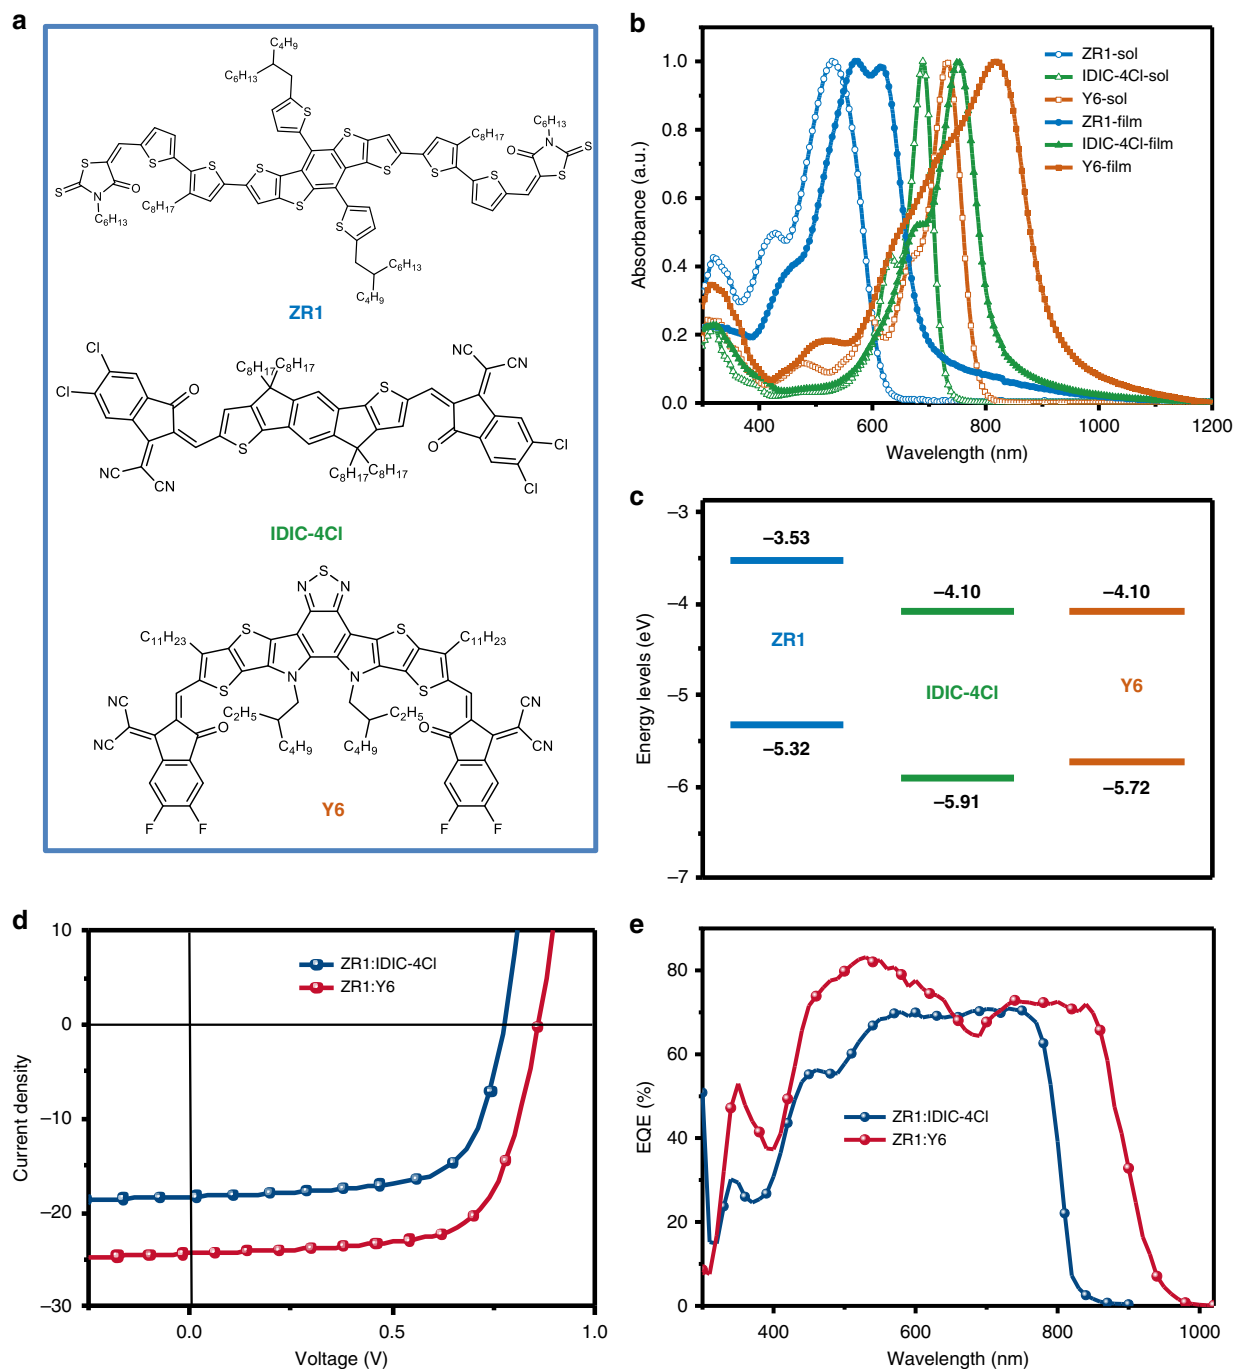 a
C4H9
C6H13
C6H13
N
O
S
S
S
S
S
C8H17
S
S
S
O
S
S
N
C6H13
S
C8H17
S
S
S
S
S
C6H13
C4H9
ZR1
Cl
Cl
O
C8H17 C8H17
S
NC
CN
S
NC
CN
C8H17 C8H17
O
Cl
Cl
IDIC-4Cl
S
N N
C11H23
S
S
C11H23
S
N
N
S
NC
NC
O
C2H5
C4H9
C2H5
C4H9
O
CN
CN
F F
F F
Y6
b
Absorbance (a.u.)
1.0
0.8
0.6
0.4
0.2
0.0
ZR1-sol
IDIC-4Cl-sol
Y6-sol
ZR1-film
IDIC-4Cl-film
Y6-film
400 600 800 1000 1200
Wavelength (nm)
c
Energy levels (eV)
–3
–4
–5
–6
–7
–3.53
ZR1
–5.32
–4.10
IDIC-4Cl
–5.91
–4.10
Y6
–5.72
d
Current density
10
0
–10
–20
–30
ZR1:IDIC-4Cl
ZR1:Y6
0.0 0.5 1.0
Voltage (V)
e
EQE (%)
80
60
40
20
0
ZR1:IDIC-4Cl
ZR1:Y6
400 600 800 1000
Wavelength (nm)